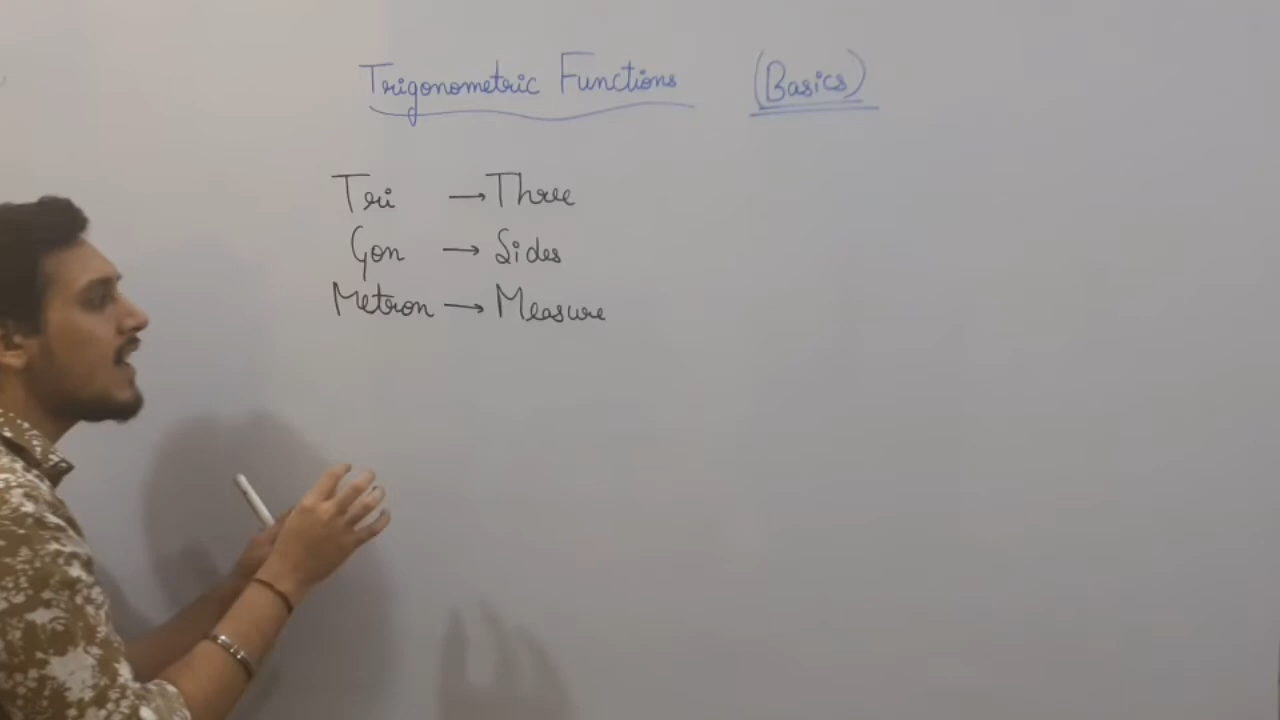 Trigonometric Functions (Basics)
Tri → Three
Gon → Sides
Metron → Measure